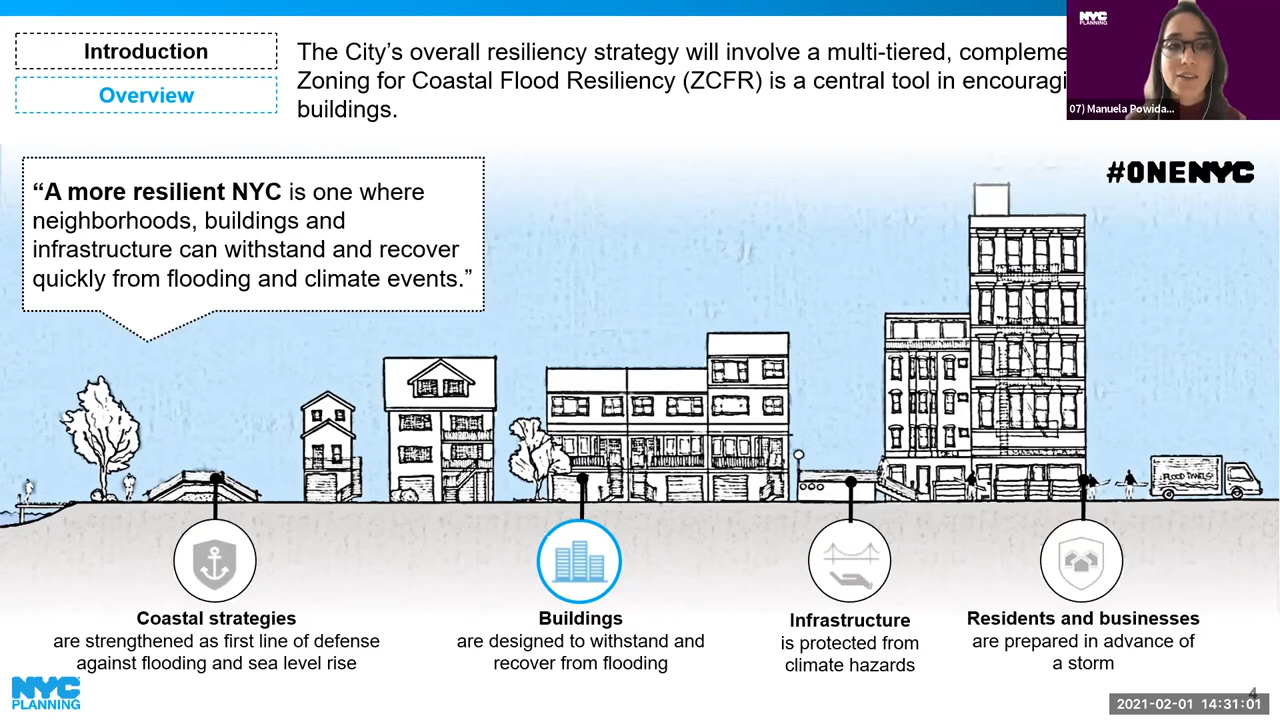 Introduction
Overview
The City’s overall resiliency strategy will involve a multi-tiered,
Zoning for Coastal Flood Resiliency (ZCFR) is a central tool in
buildings.
NYC
PLANNING
07) Manuela Powida...
#ONENYC
“A more resilient NYC is one where
neighborhoods, buildings and
infrastructure can withstand and recover
quickly from flooding and climate events.”
Coastal strategies
are strengthened as first line of defense
against flooding and sea level rise
Buildings
are designed to withstand and
recover from flooding
Infrastructure
is protected from
climate hazards
Residents and businesses
are prepared in advance of
a storm
NYC
PLANNING
4
2021-02-01 14:31:01